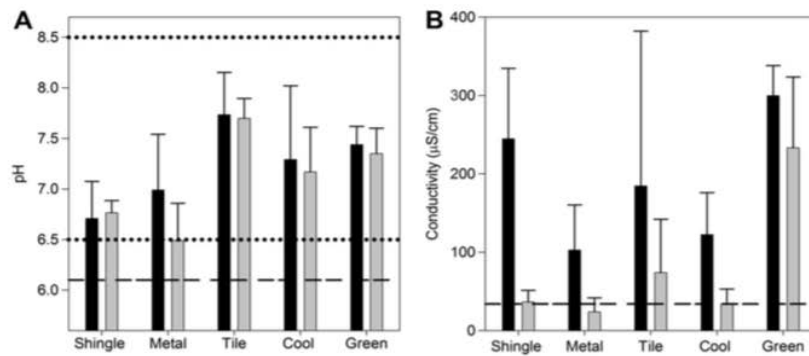 A
8.5
8.0
7.5
7.0
6.5
6.0
pH
Shingle Metal Tile Cool Green
B
400
300
200
100
0
Conductivity (µS/cm)
Shingle Metal Tile Cool Green